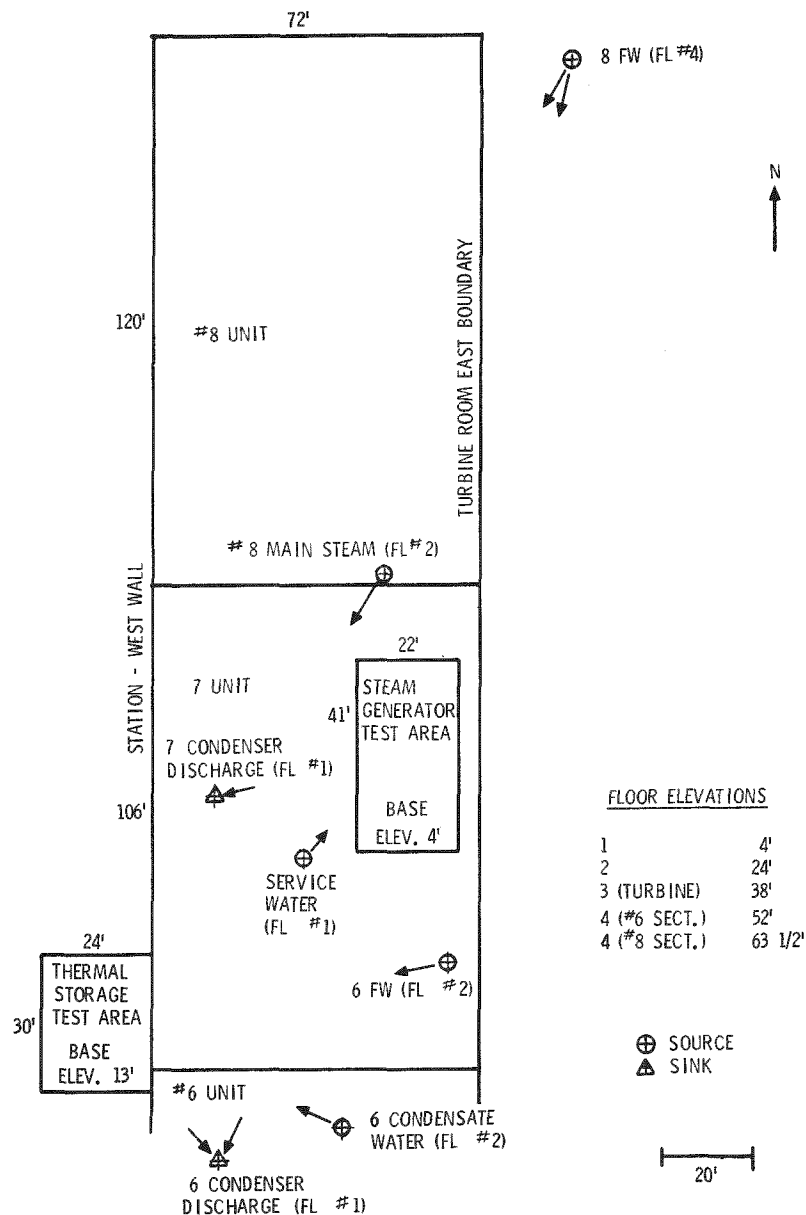 72'
8 FW (FL #4)
N
TURBINE ROOM EAST BOUNDARY
120'
#8 UNIT
# 8 MAIN STEAM (FL #2)
STATION - WEST WALL
22'
7 UNIT
41'
STEAM
GENERATOR
TEST AREA
BASE
ELEV. 4'
7 CONDENSER
DISCHARGE (FL #1)
106'
SERVICE
WATER
(FL #1)
FLOOR ELEVATIONS
1 4'
2 24'
3 (TURBINE) 38'
4 (#6 SECT.) 52'
4 (#8 SECT.) 63 1/2'
24'
THERMAL
STORAGE
TEST AREA
30'
BASE
ELEV. 13'
6 FW (FL #2)
SOURCE
SINK
#6 UNIT
6 CONDENSATE
WATER (FL #2)
20'
6 CONDENSER
DISCHARGE (FL #1)